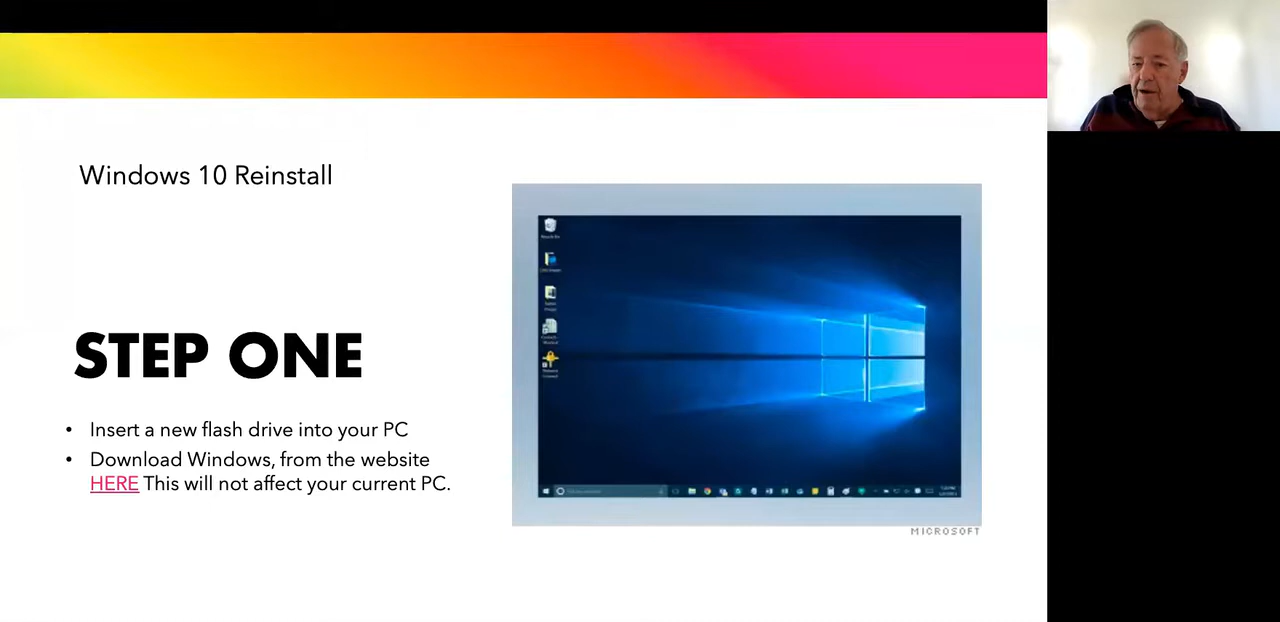 Windows 10 Reinstall
STEP ONE
• Insert a new flash drive into your PC
• Download Windows, from the website
HERE This will not affect your current PC.
MICROSOFT